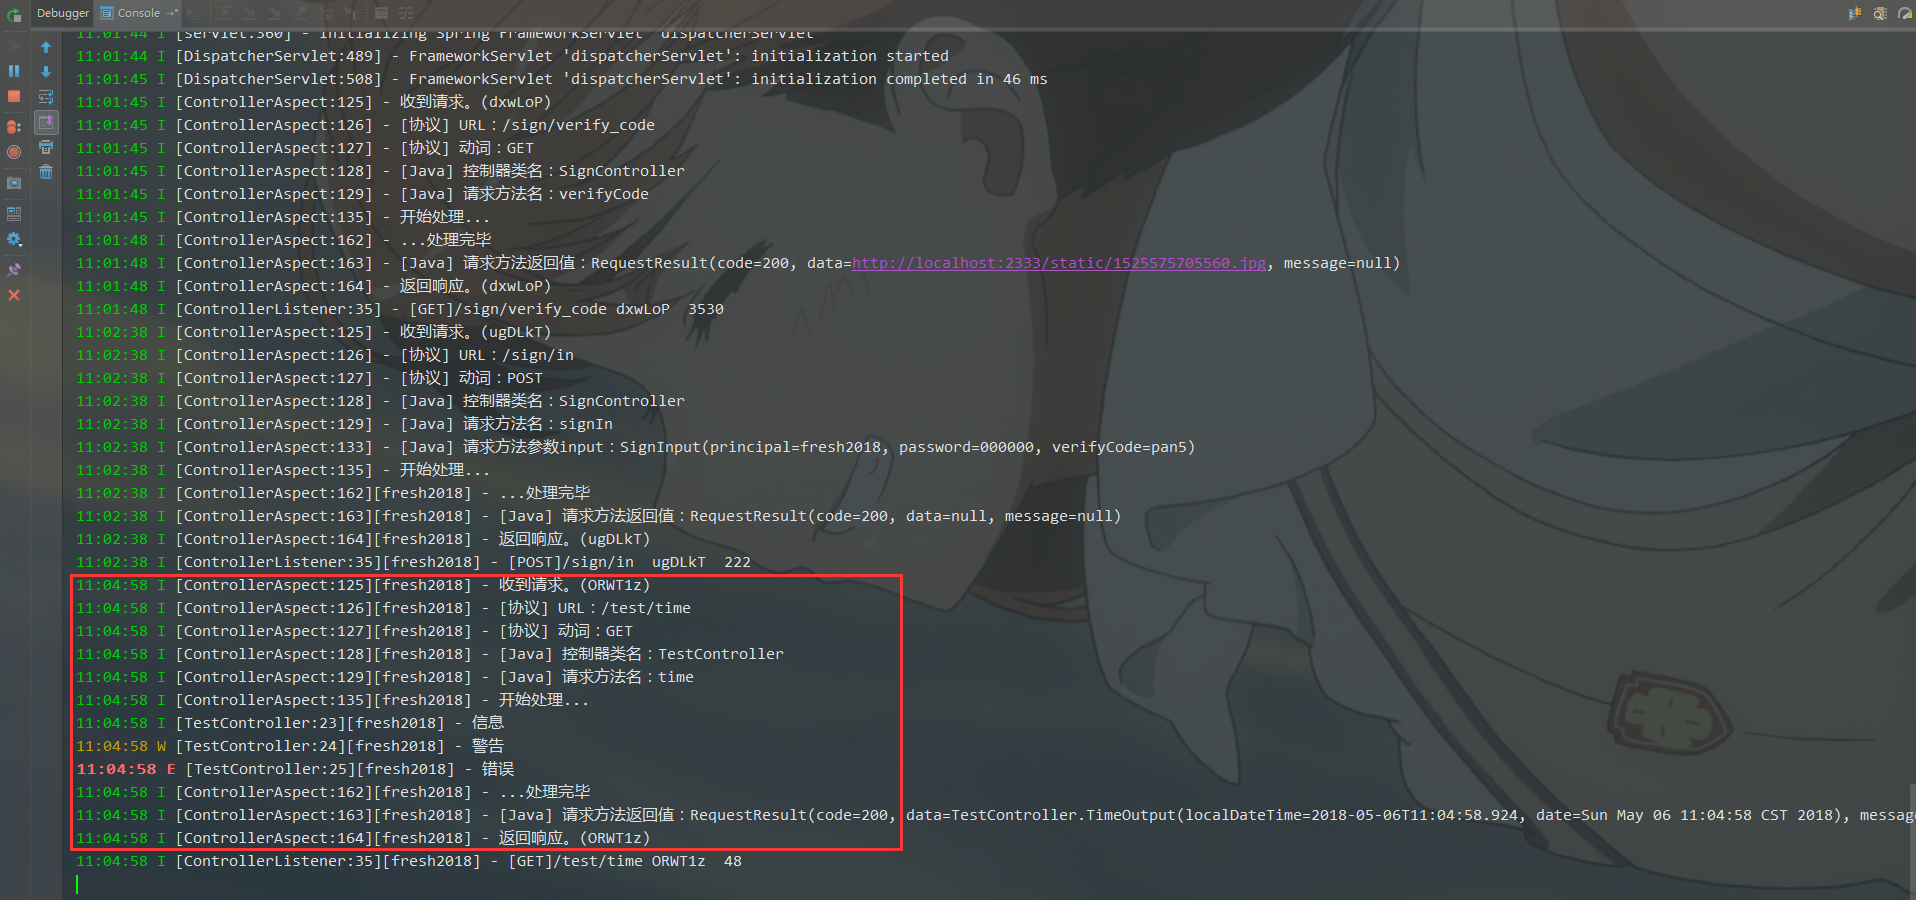 Debugger Console
11:01:44 I [servlet:360] - Initializing Spring FrameworkServlet 'dispatcherServlet'
11:01:44 I [DispatcherServlet:489] - FrameworkServlet 'dispatcherServlet': initialization started
11:01:45 I [DispatcherServlet:508] - FrameworkServlet 'dispatcherServlet': initialization completed in 46 ms
11:01:45 I [ControllerAspect:125] - 收到请求。(dxwLoP)
11:01:45 I [ControllerAspect:126] - [协议] URL：/sign/verify_code
11:01:45 I [ControllerAspect:127] - [协议] 动词：GET
11:01:45 I [ControllerAspect:128] - [Java] 控制器类名：SignController
11:01:45 I [ControllerAspect:129] - [Java] 请求方法名：verifyCode
11:01:45 I [ControllerAspect:135] - 开始处理...
11:01:48 I [ControllerAspect:162] - ...处理完毕
11:01:48 I [ControllerAspect:163] - [Java] 请求方法返回值：RequestResult(code=200, data=http://localhost:2333/static/1525575705560.jpg, message=null)
11:01:48 I [ControllerAspect:164] - 返回响应。(dxwLoP)
11:01:48 I [ControllerListener:35] - [GET]/sign/verify_code dxwLoP  3530
11:02:38 I [ControllerAspect:125] - 收到请求。(ugDLkT)
11:02:38 I [ControllerAspect:126] - [协议] URL：/sign/in
11:02:38 I [ControllerAspect:127] - [协议] 动词：POST
11:02:38 I [ControllerAspect:128] - [Java] 控制器类名：SignController
11:02:38 I [ControllerAspect:129] - [Java] 请求方法名：signIn
11:02:38 I [ControllerAspect:133] - [Java] 请求方法参数input：SignInput(principal=fresh2018, password=000000, verifyCode=pan5)
11:02:38 I [ControllerAspect:135] - 开始处理...
11:02:38 I [ControllerAspect:162][fresh2018] - ...处理完毕
11:02:38 I [ControllerAspect:163][fresh2018] - [Java] 请求方法返回值：RequestResult(code=200, data=null, message=null)
11:02:38 I [ControllerAspect:164][fresh2018] - 返回响应。(ugDLkT)
11:02:38 I [ControllerListener:35][fresh2018] - [POST]/sign/in  ugDLkT  222
11:04:58 I [ControllerAspect:125][fresh2018] - 收到请求。(ORWT1z)
11:04:58 I [ControllerAspect:126][fresh2018] - [协议] URL：/test/time
11:04:58 I [ControllerAspect:127][fresh2018] - [协议] 动词：GET
11:04:58 I [ControllerAspect:128][fresh2018] - [Java] 控制器类名：TestController
11:04:58 I [ControllerAspect:129][fresh2018] - [Java] 请求方法名：time
11:04:58 I [ControllerAspect:135][fresh2018] - 开始处理...
11:04:58 I [TestController:23][fresh2018] - 信息
11:04:58 W [TestController:24][fresh2018] - 警告
11:04:58 E [TestController:25][fresh2018] - 错误
11:04:58 I [ControllerAspect:162][fresh2018] - ...处理完毕
11:04:58 I [ControllerAspect:163][fresh2018] - [Java] 请求方法返回值：RequestResult(code=200, data=TestController.TimeOutput(localDateTime=2018-05-06T11:04:58.924, date=Sun May 06 11:04:58 CST 2018), message
11:04:58 I [ControllerAspect:164][fresh2018] - 返回响应。(ORWT1z)
11:04:58 I [ControllerListener:35][fresh2018] - [GET]/test/time ORWT1z  48